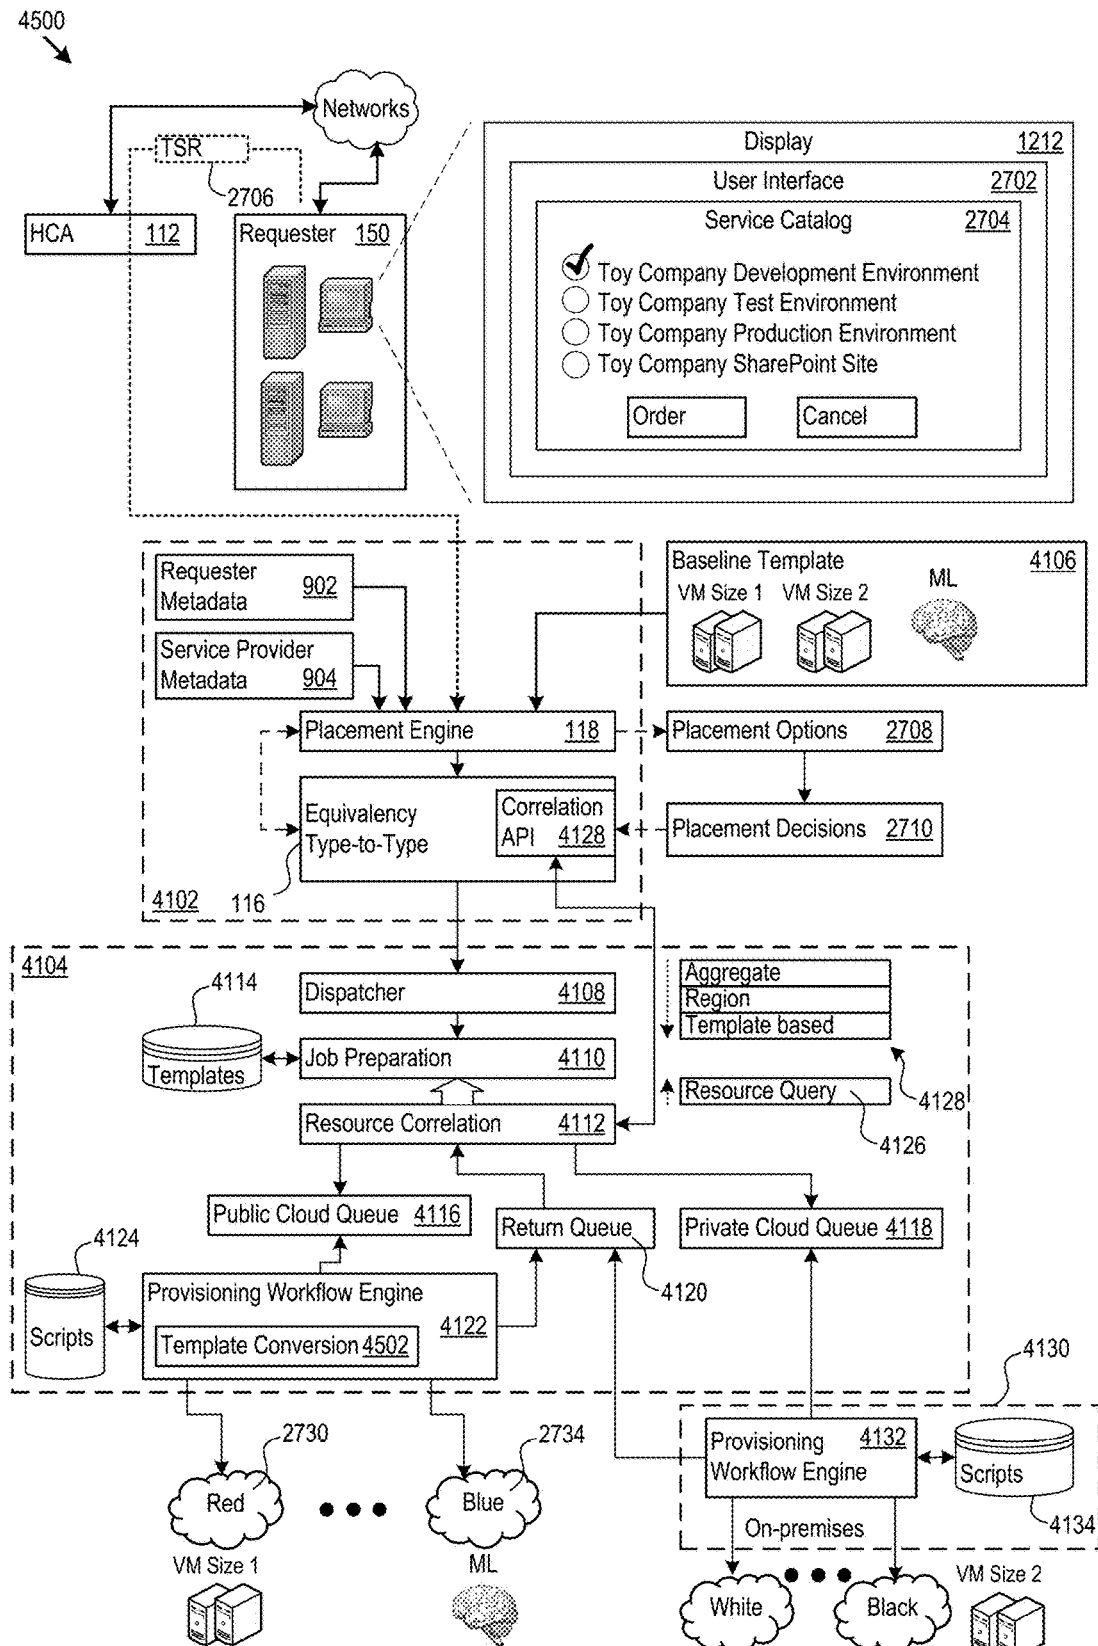 4500
Networks
TSR
2706
HCA 112
Requester 150
Display 1212
User Interface 2702
Service Catalog 2704
Toy Company Development Environment
Toy Company Test Environment
Toy Company Production Environment
Toy Company SharePoint Site
Order
Cancel
Requester
Metadata 902
Service Provider
Metadata 904
Baseline Template 4106
VM Size 1
VM Size 2
ML
Placement Engine 118
Placement Options 2708
Equivalency
Type-to-Type
Correlation
API 4128
Placement Decisions 2710
4102
116
4104
4114
Templates
Dispatcher 4108
Job Preparation 4110
Resource Correlation 4112
Aggregate
Region
Template based
4128
Resource Query
4126
Public Cloud Queue 4116
Return Queue
4120
Private Cloud Queue 4118
4124
Scripts
Provisioning Workflow Engine
4122
Template Conversion 4502
4130
Provisioning
Workflow Engine
4132
Scripts
4134
On-premises
2730
Red
VM Size 1
2734
Blue
ML
White
Black
VM Size 2